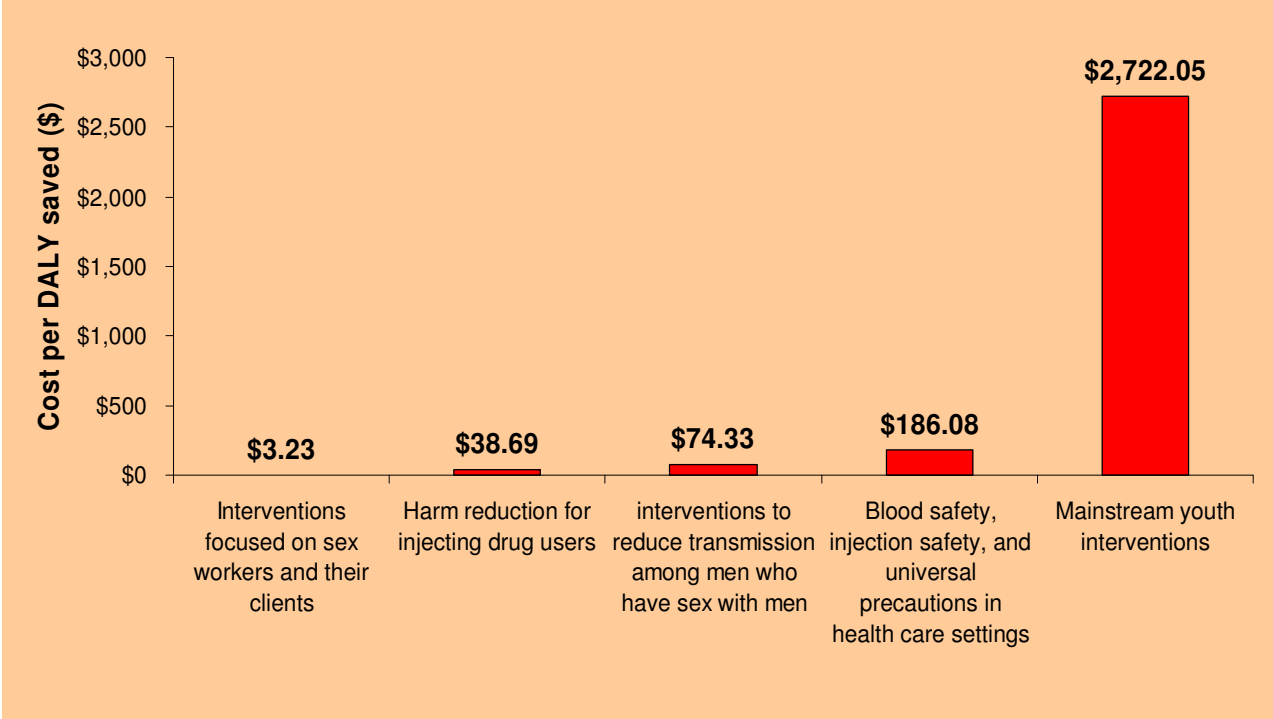 $3,000
$2,500
$2,000
$1,500
$1,000
$500
$0
Cost per DALY saved ($)
$3.23
$38.69
$74.33
$186.08
$2,722.05
Interventions
focused on sex
workers and their
clients
Harm reduction for
injecting drug users
interventions to
reduce transmission
among men who
have sex with men
Blood safety,
injection safety, and
universal
precautions in
health care settings
Mainstream youth
interventions